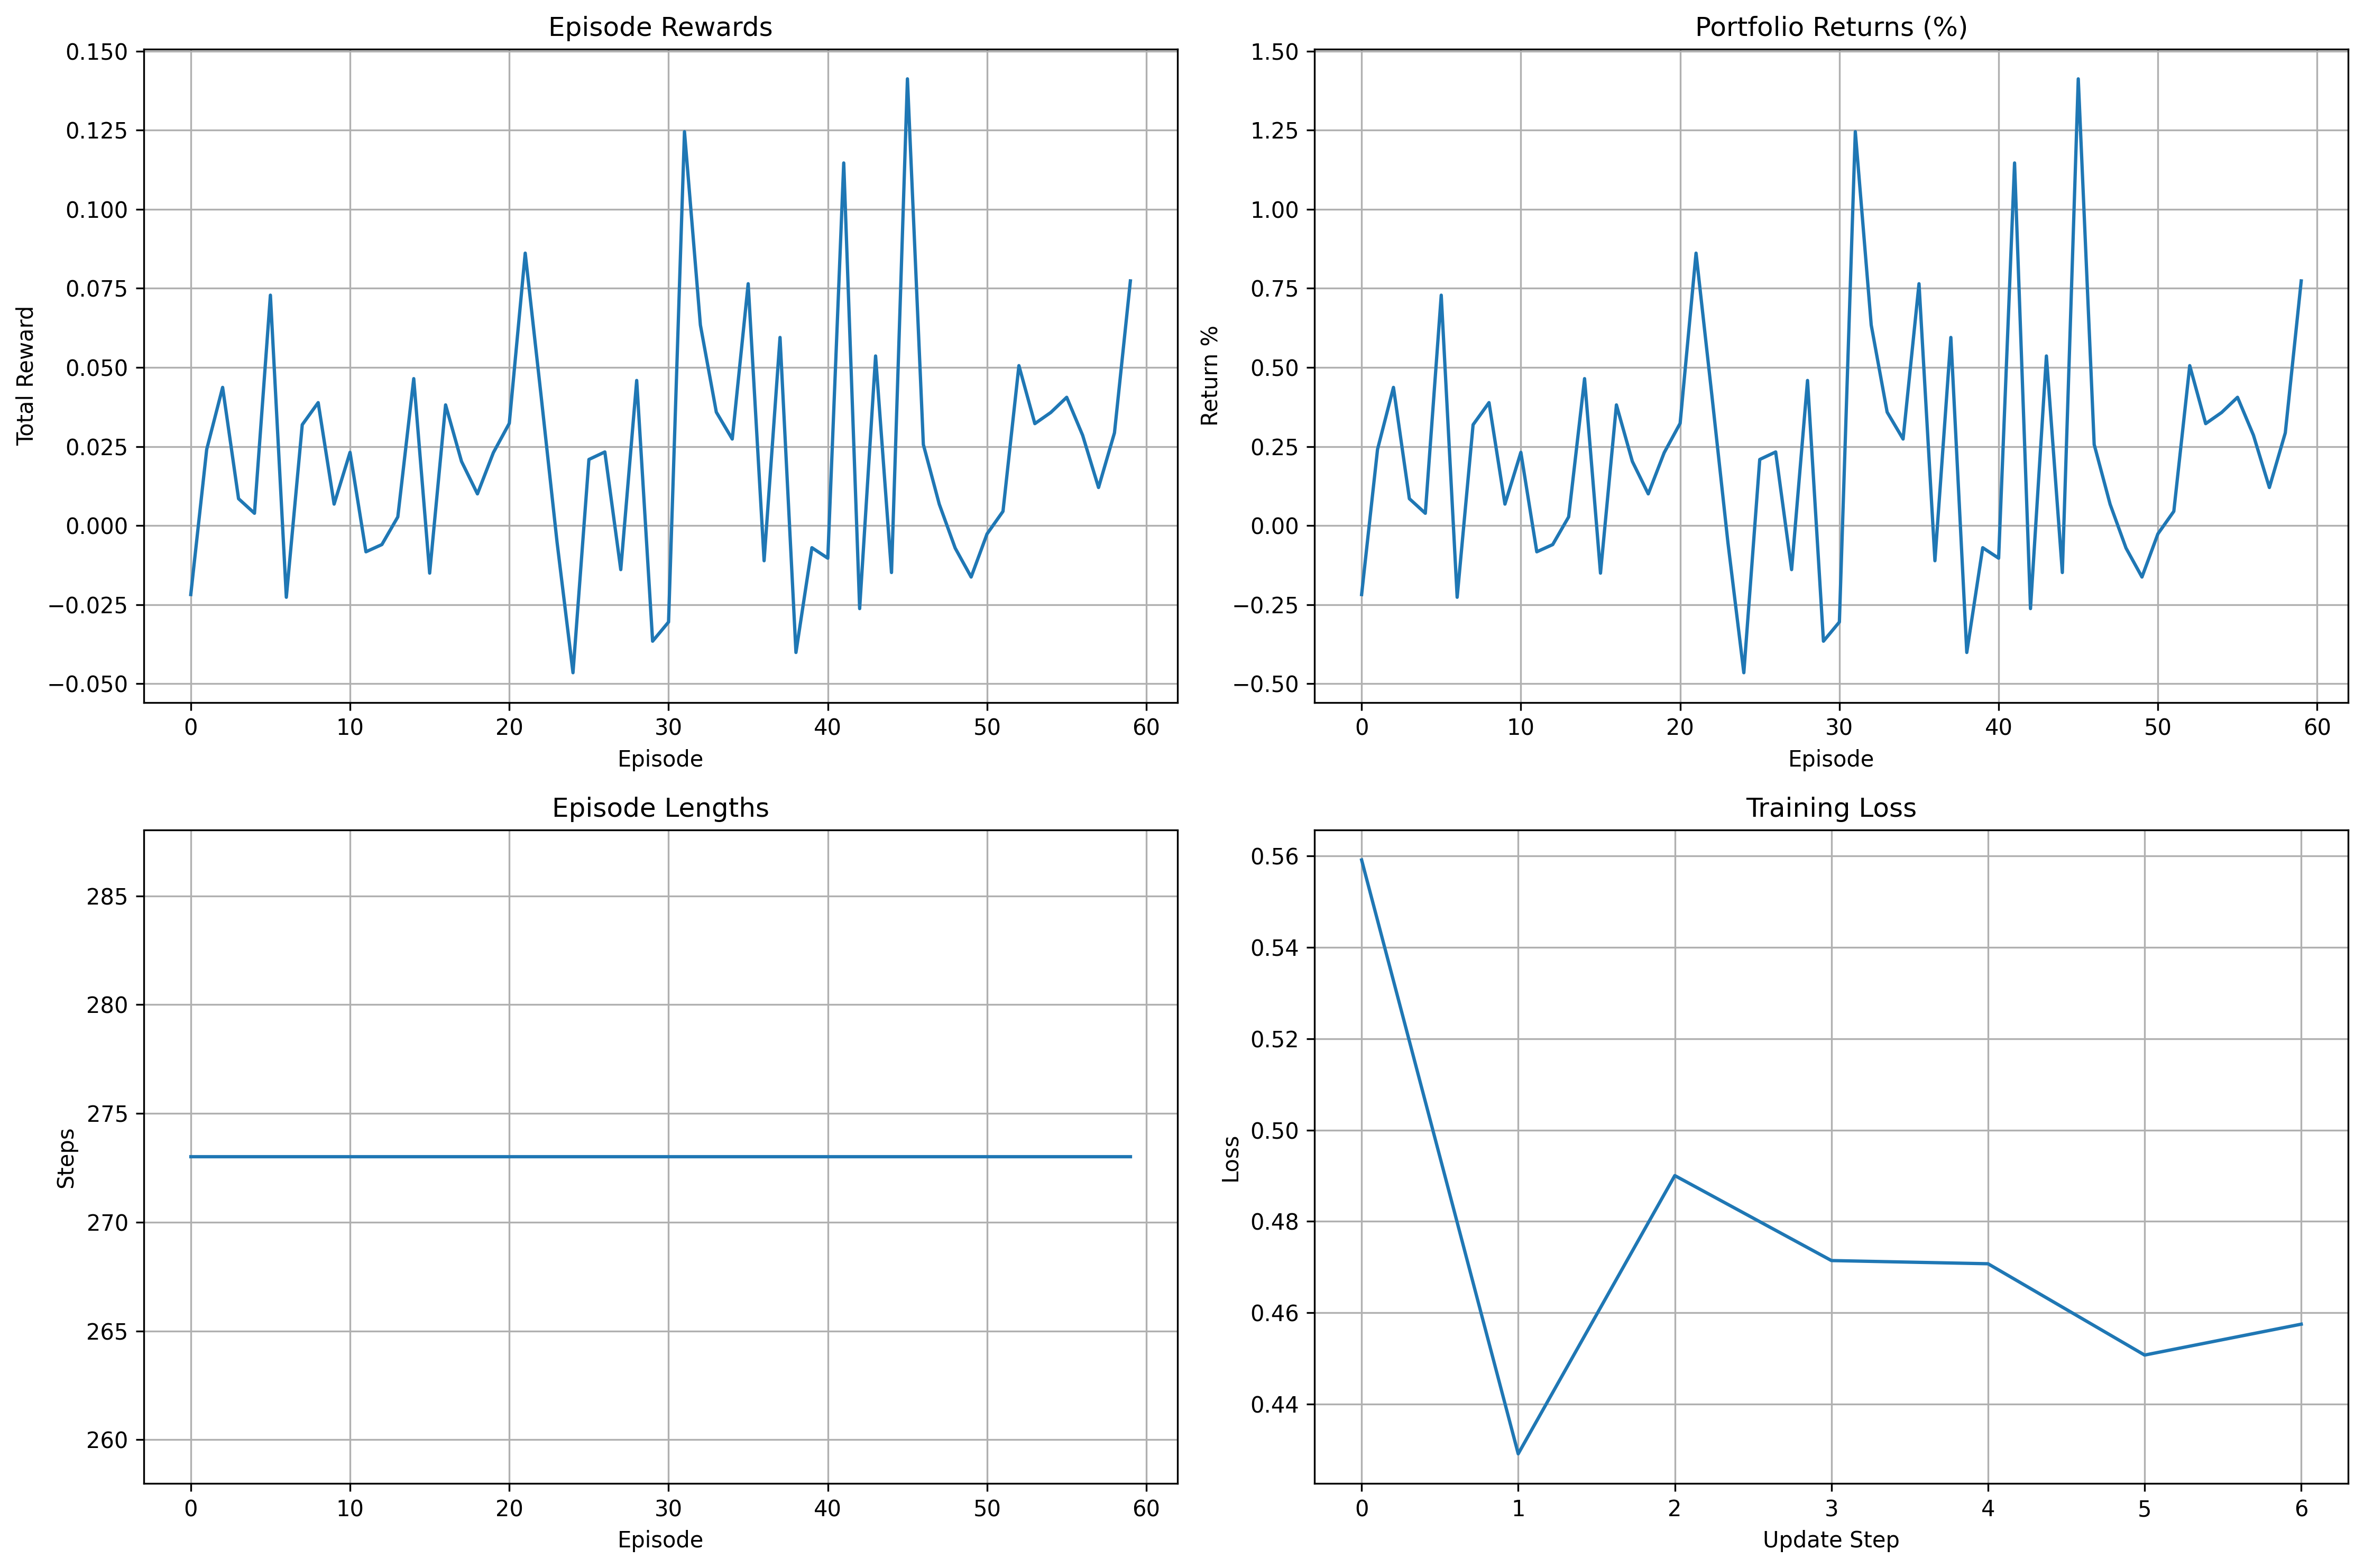 Episode Rewards
Total Reward
0.150
0.125
0.100
0.075
0.050
0.025
0.000
−0.025
−0.050
0 10 20 30 40 50 60
Episode
Portfolio Returns (%)
Return %
1.50
1.25
1.00
0.75
0.50
0.25
0.00
−0.25
−0.50
0 10 20 30 40 50 60
Episode
Episode Lengths
Steps
285
280
275
270
265
260
0 10 20 30 40 50 60
Episode
Training Loss
Loss
0.56
0.54
0.52
0.50
0.48
0.46
0.44
0 1 2 3 4 5 6
Update Step